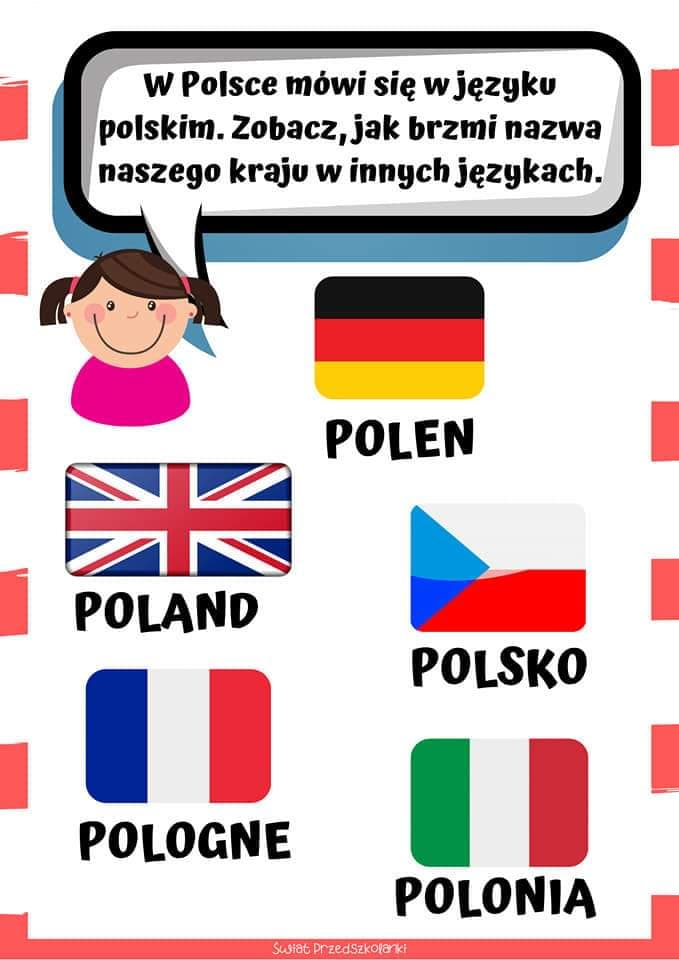 W Polsce mówi się w języku
polskim. Zobacz, jak brzmi nazwa
naszego kraju w innych językach.
POLEN
POLAND
POLSKO
POLOGNE
POLONIA
Świat Przedszkolanki